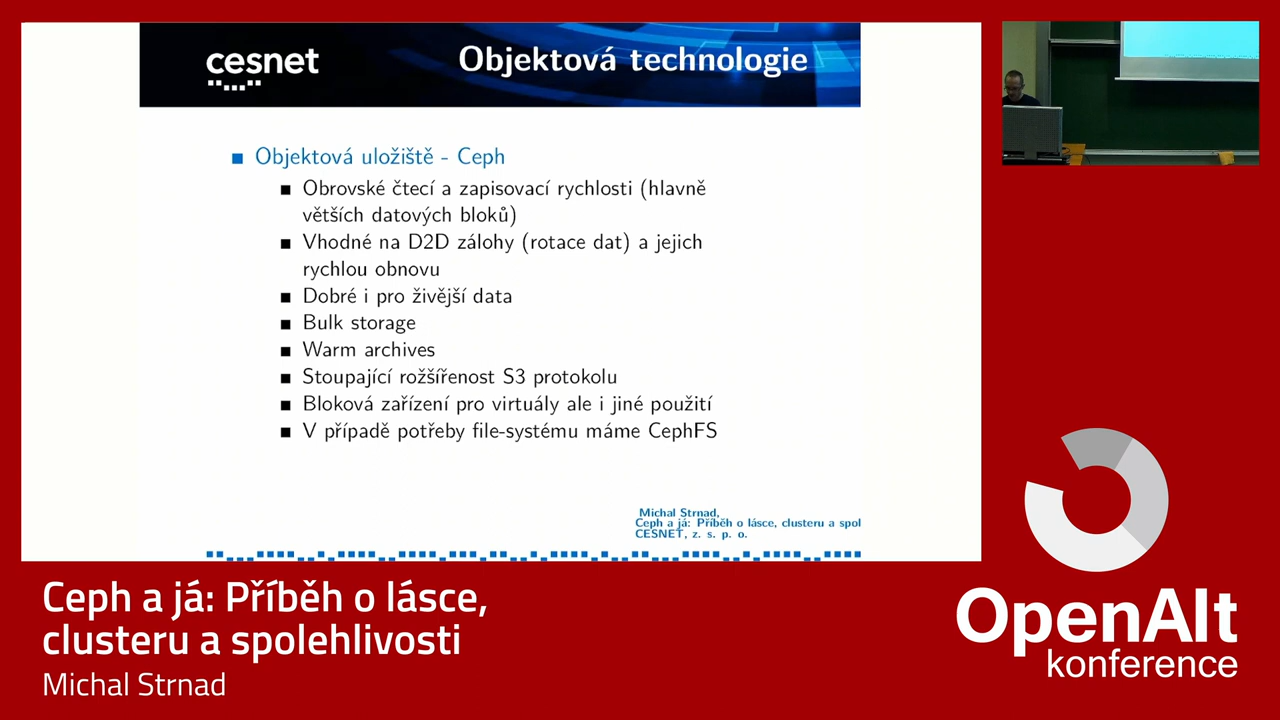 cesnet
Objektová technologie
Objektová uložiště - Ceph
Obrovské čtecí a zapisovací rychlosti (hlavně
větších datových bloků)
Vhodné na D2D zálohy (rotace dat) a jejich
rychlou obnovu
Dobré i pro živější data
Bulk storage
Warm archives
Stoupající rožšířenost S3 protokolu
Bloková zařízení pro virtuály ale i jiné použití
V případě potřeby file-systému máme CephFS
Michal Strnad,
Ceph a já: Příběh o lásce, clusteru a spol
CESNET, z. s. p. o.
Ceph a já: Příběh o lásce,
clusteru a spolehlivosti
Michal Strnad
OpenAlt
konference